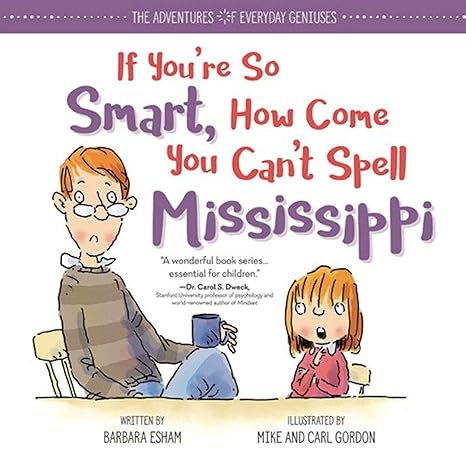 THE ADVENTURES OF EVERYDAY GENIUSES
If You're So
Smart, How Come
You Can't Spell
Mississippi
"A wonderful book series...
essential for children."
—Dr. Carol S. Dweck,
Stanford University professor of psychology and
world-renowned author of Mindset
WRITTEN BY
BARBARA ESHAM
ILLUSTRATED BY
MIKE AND CARL GORDON